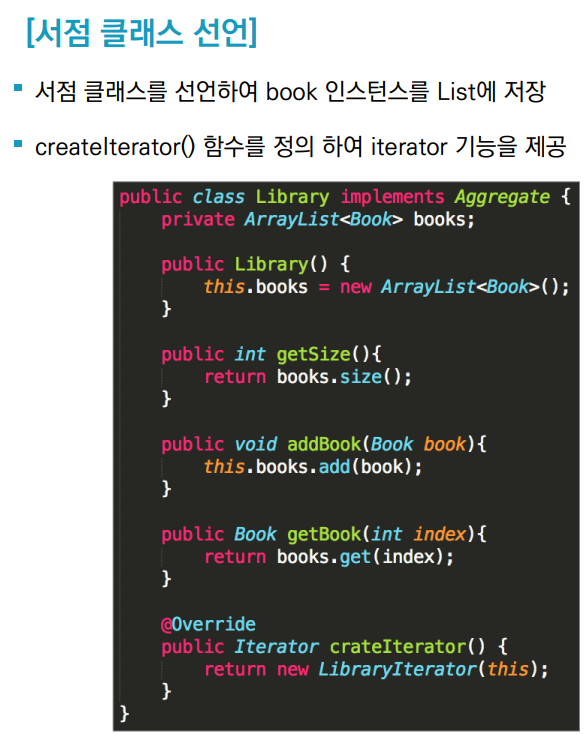 [서점 클래스 선언]
서점 클래스를 선언하여 book 인스턴스를 List에 저장
createIterator() 함수를 정의 하여 iterator 기능을 제공
public class Library implements Aggregate {
    private ArrayList<Book> books;

    public Library() {
        this.books = new ArrayList<Book>();
    }

    public int getSize(){
        return books.size();
    }

    public void addBook(Book book){
        this.books.add(book);
    }

    public Book getBook(int index){
        return books.get(index);
    }

    @Override
    public Iterator crateIterator() {
        return new LibraryIterator(this);
    }
}